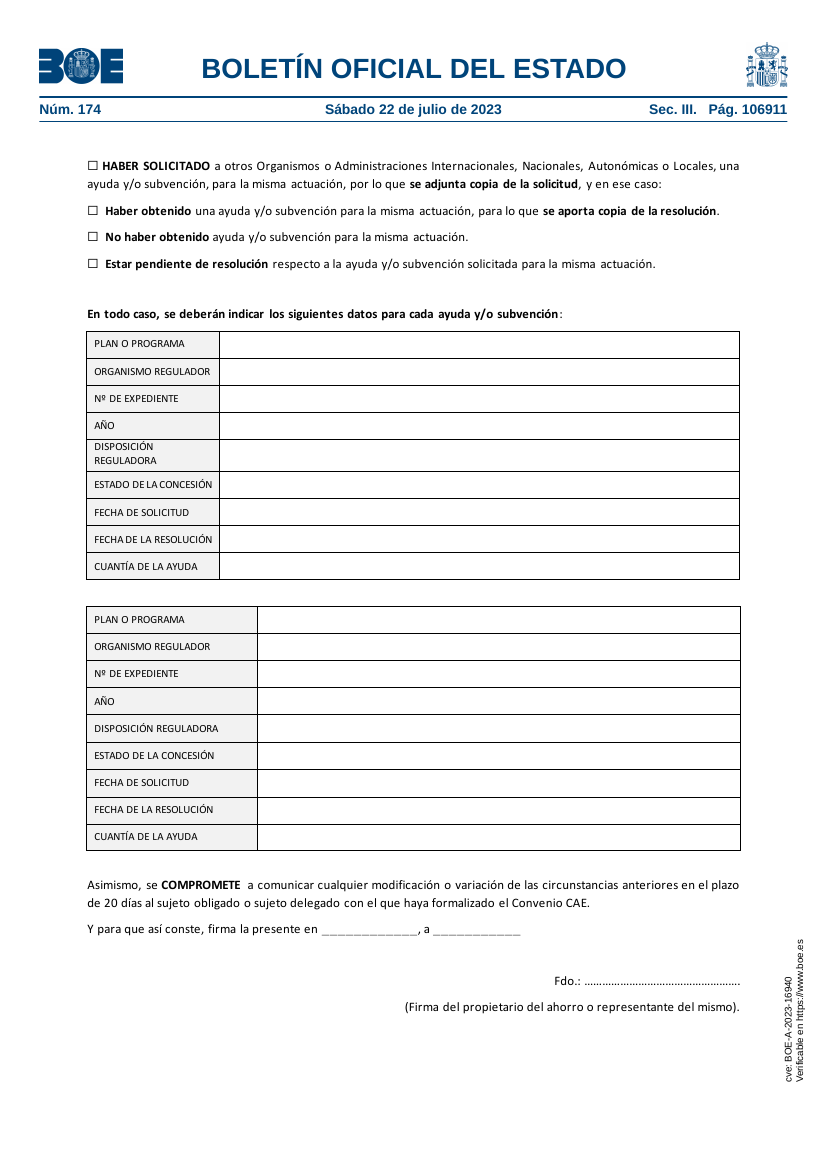 BOE
BOLETÍN OFICIAL DEL ESTADO
Núm. 174
Sábado 22 de julio de 2023
Sec. III. Pág. 106911
☐ HABER SOLICITADO a otros Organismos o Administraciones Internacionales, Nacionales, Autonómicas o Locales, una
ayuda y/o subvención, para la misma actuación, por lo que se adjunta copia de la solicitud, y en ese caso:
☐ Haber obtenido una ayuda y/o subvención para la misma actuación, para lo que se aporta copia de la resolución.
☐ No haber obtenido ayuda y/o subvención para la misma actuación.
☐ Estar pendiente de resolución respecto a la ayuda y/o subvención solicitada para la misma actuación.
En todo caso, se deberán indicar los siguientes datos para cada ayuda y/o subvención:
PLAN O PROGRAMA
ORGANISMO REGULADOR
Nº DE EXPEDIENTE
AÑO
DISPOSICIÓN
REGULADORA
ESTADO DE LA CONCESIÓN
FECHA DE SOLICITUD
FECHA DE LA RESOLUCIÓN
CUANTÍA DE LA AYUDA
PLAN O PROGRAMA
ORGANISMO REGULADOR
Nº DE EXPEDIENTE
AÑO
DISPOSICIÓN REGULADORA
ESTADO DE LA CONCESIÓN
FECHA DE SOLICITUD
FECHA DE LA RESOLUCIÓN
CUANTÍA DE LA AYUDA
Asimismo, se COMPROMETE a comunicar cualquier modificación o variación de las circunstancias anteriores en el plazo
de 20 días al sujeto obligado o sujeto delegado con el que haya formalizado el Convenio CAE.
Y para que así conste, firma la presente en ____________, a ___________
Fdo.: …………………………………………….
(Firma del propietario del ahorro o representante del mismo).
cve: BOE-A-2023-16940
Verificable en https://www.boe.es